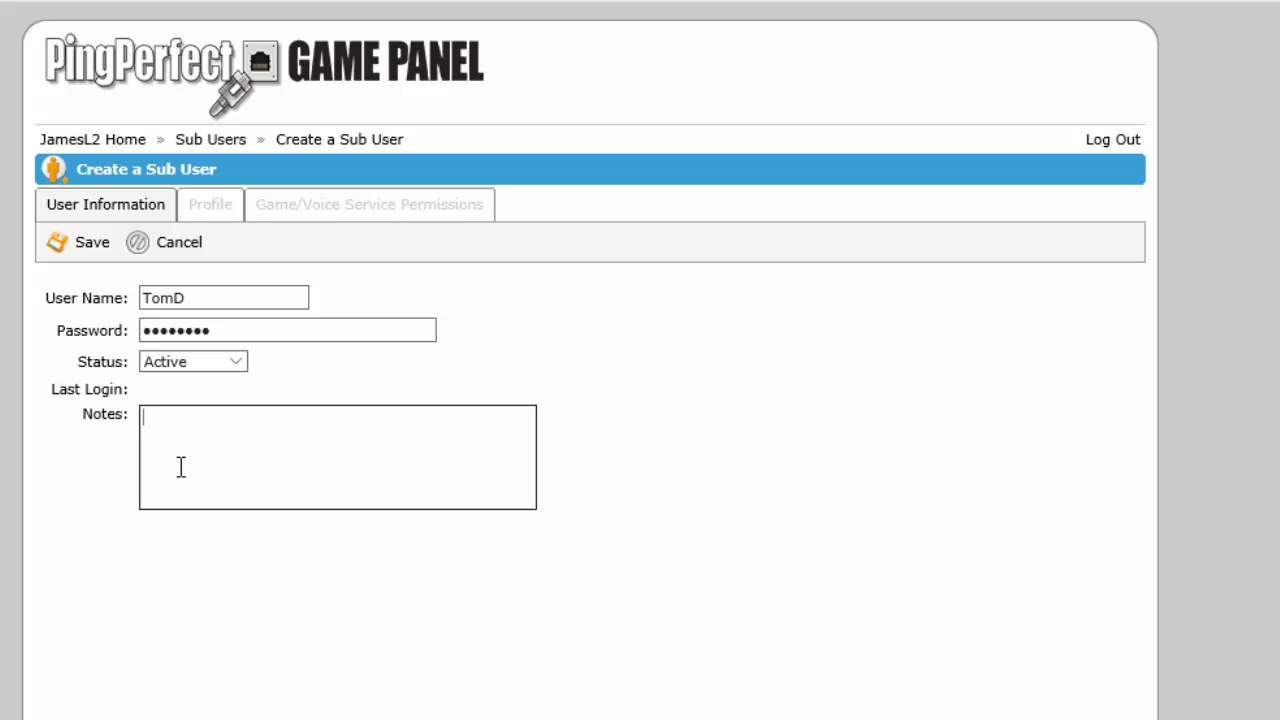 PingPerfect GAME PANEL
JamesL2 Home » Sub Users » Create a Sub User Log Out
Create a Sub User
User Information Profile Game/Voice Service Permissions
Save Cancel
User Name: TomD
Password: ••••••••
Status: Active
Last Login:
Notes: